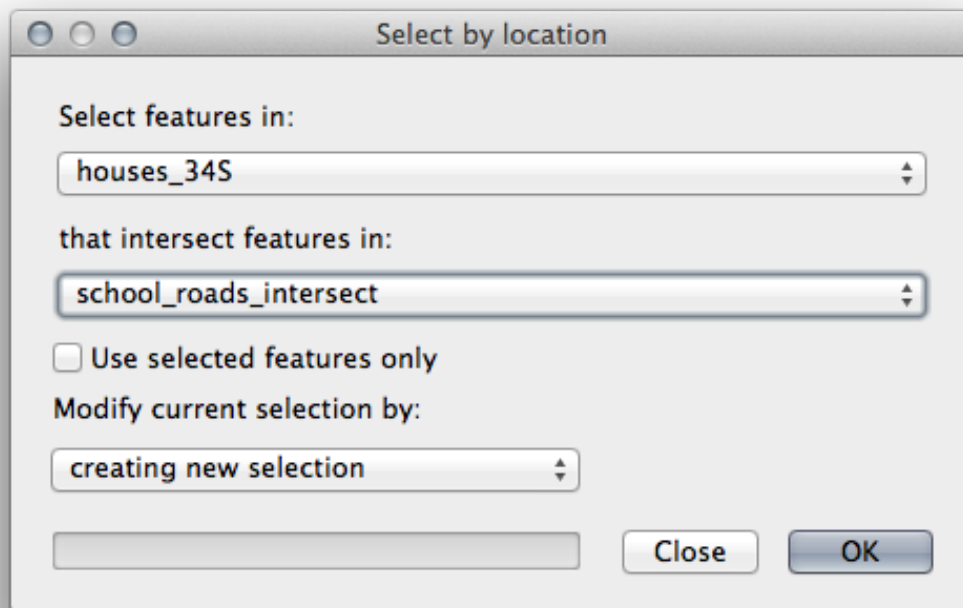 Select by location
Select features in:
houses_34S
that intersect features in:
school_roads_intersect
Use selected features only
Modify current selection by:
creating new selection
Close OK